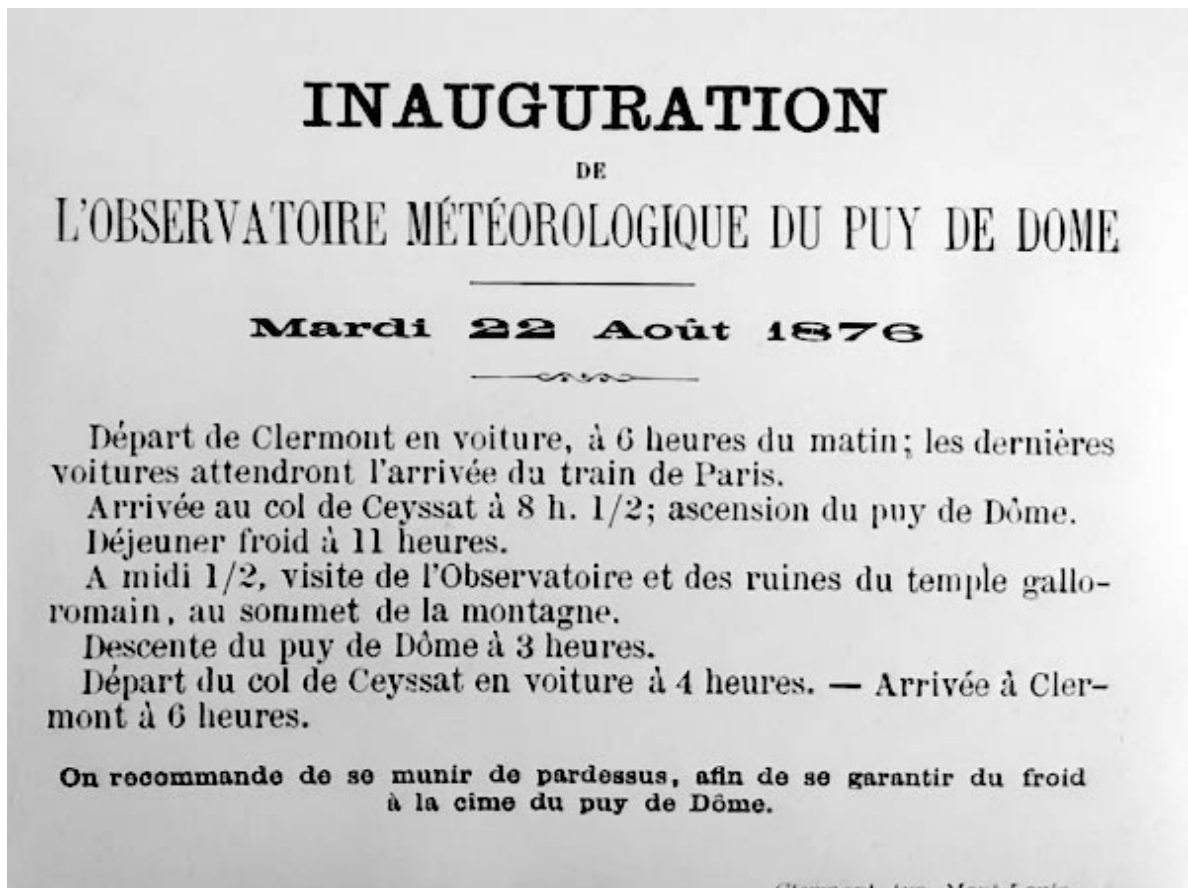 INAUGURATION
DE
L'OBSERVATOIRE MÉTÉOROLOGIQUE DU PUY DE DOME
Mardi 22 Août 1876
Départ de Clermont en voiture, à 6 heures du matin; les dernières
voitures attendront l'arrivée du train de Paris.
Arrivée au col de Ceyssat à 8 h. 1/2; ascension du puy de Dôme.
Déjeuner froid à 11 heures.
A midi 1/2, visite de l'Observatoire et des ruines du temple gallo-
romain, au sommet de la montagne.
Descente du puy de Dôme à 3 heures.
Départ du col de Ceyssat en voiture à 4 heures. — Arrivée à Cler-
mont à 6 heures.
On recommande de se munir de pardessus, afin de se garantir du froid
à la cime du puy de Dôme.